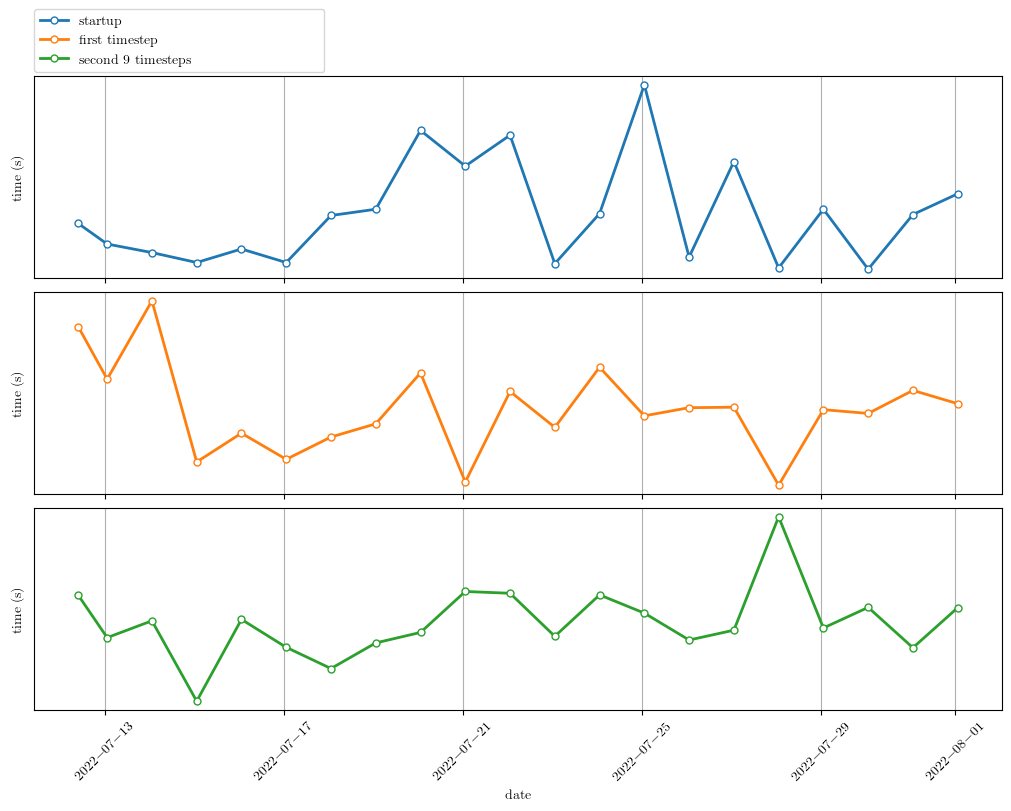 startup
first timestep
second 9 timesteps
time (s)
time (s)
time (s)
2022−07−13
2022−07−17
2022−07−21
2022−07−25
2022−07−29
2022−08−01
date